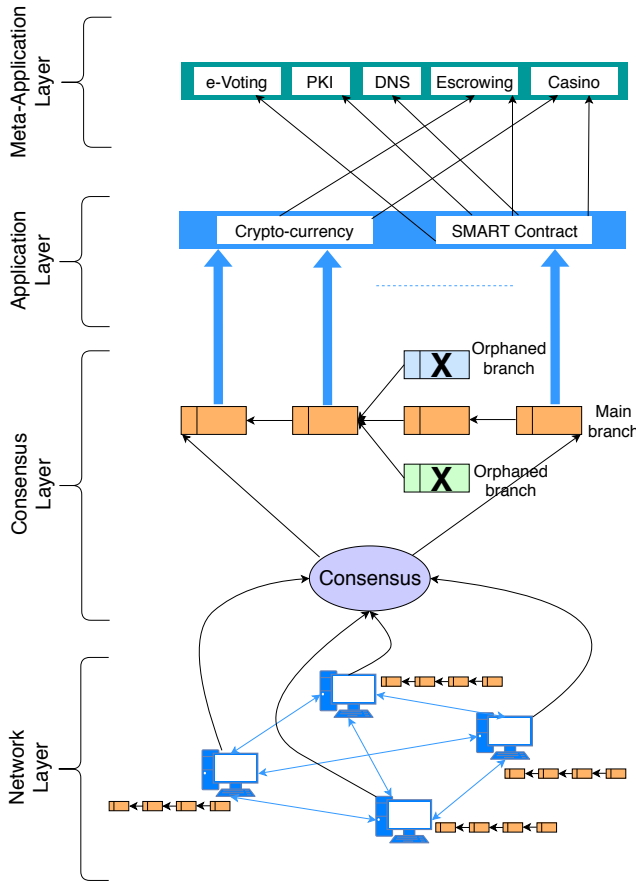 Meta-Application
Layer
e-Voting
PKI
DNS
Escrowing
Casino
Application
Layer
Crypto-currency
SMART Contract
Consensus
Layer
Orphaned
branch
X
Main
branch
Orphaned
branch
X
Consensus
Network
Layer